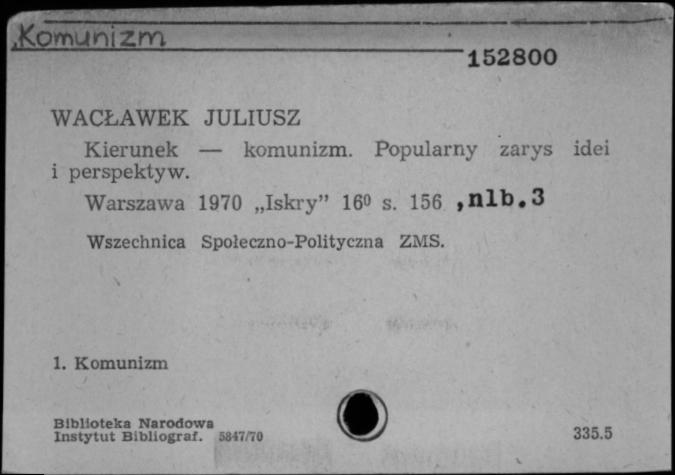 Komunizm
152800
WACŁAWEK JULIUSZ
Kierunek — komunizm. Popularny zarys idei
i perspektyw.
Warszawa 1970 „Iskry” 16⁰ s. 156 ,nlb.3
Wszechnica Społeczno-Polityczna ZMS.
1. Komunizm
Biblioteka Narodowa
Instytut Bibliograf. 5847/70
335.5